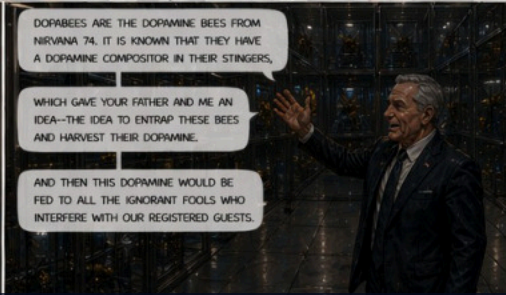 DOPABEES ARE THE DOPAMINE BEES FROM
NIRVANA 74. IT IS KNOWN THAT THEY HAVE
A DOPAMINE COMPOSITOR IN THEIR STINGERS,
WHICH GAVE YOUR FATHER AND ME AN
IDEA--THE IDEA TO ENTRAP THESE BEES
AND HARVEST THEIR DOPAMINE.
AND THEN THIS DOPAMINE WOULD BE
FED TO ALL THE IGNORANT FOOLS WHO
INTERFERE WITH OUR REGISTERED GUESTS.